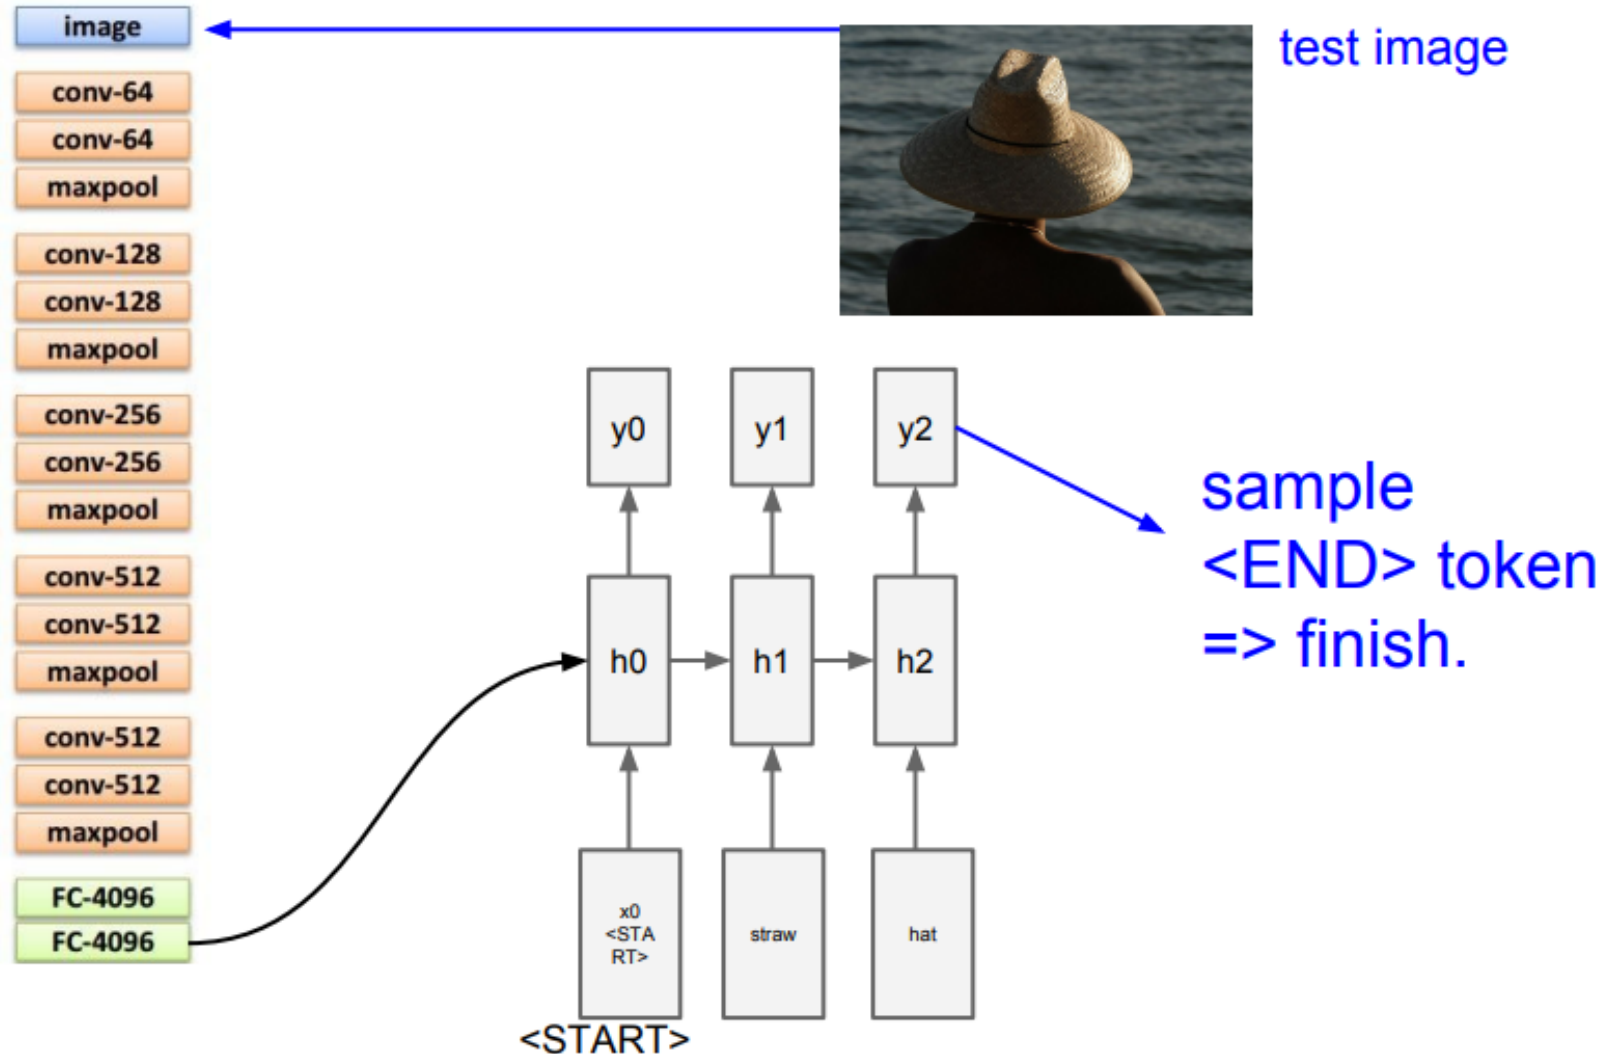 image
conv-64
conv-64
maxpool
conv-128
conv-128
maxpool
conv-256
conv-256
maxpool
conv-512
conv-512
maxpool
conv-512
conv-512
maxpool
FC-4096
FC-4096
test image
y0
y1
y2
h0
h1
h2
x0
<STA
RT>
straw
hat
<START>
sample
<END> token
=> finish.